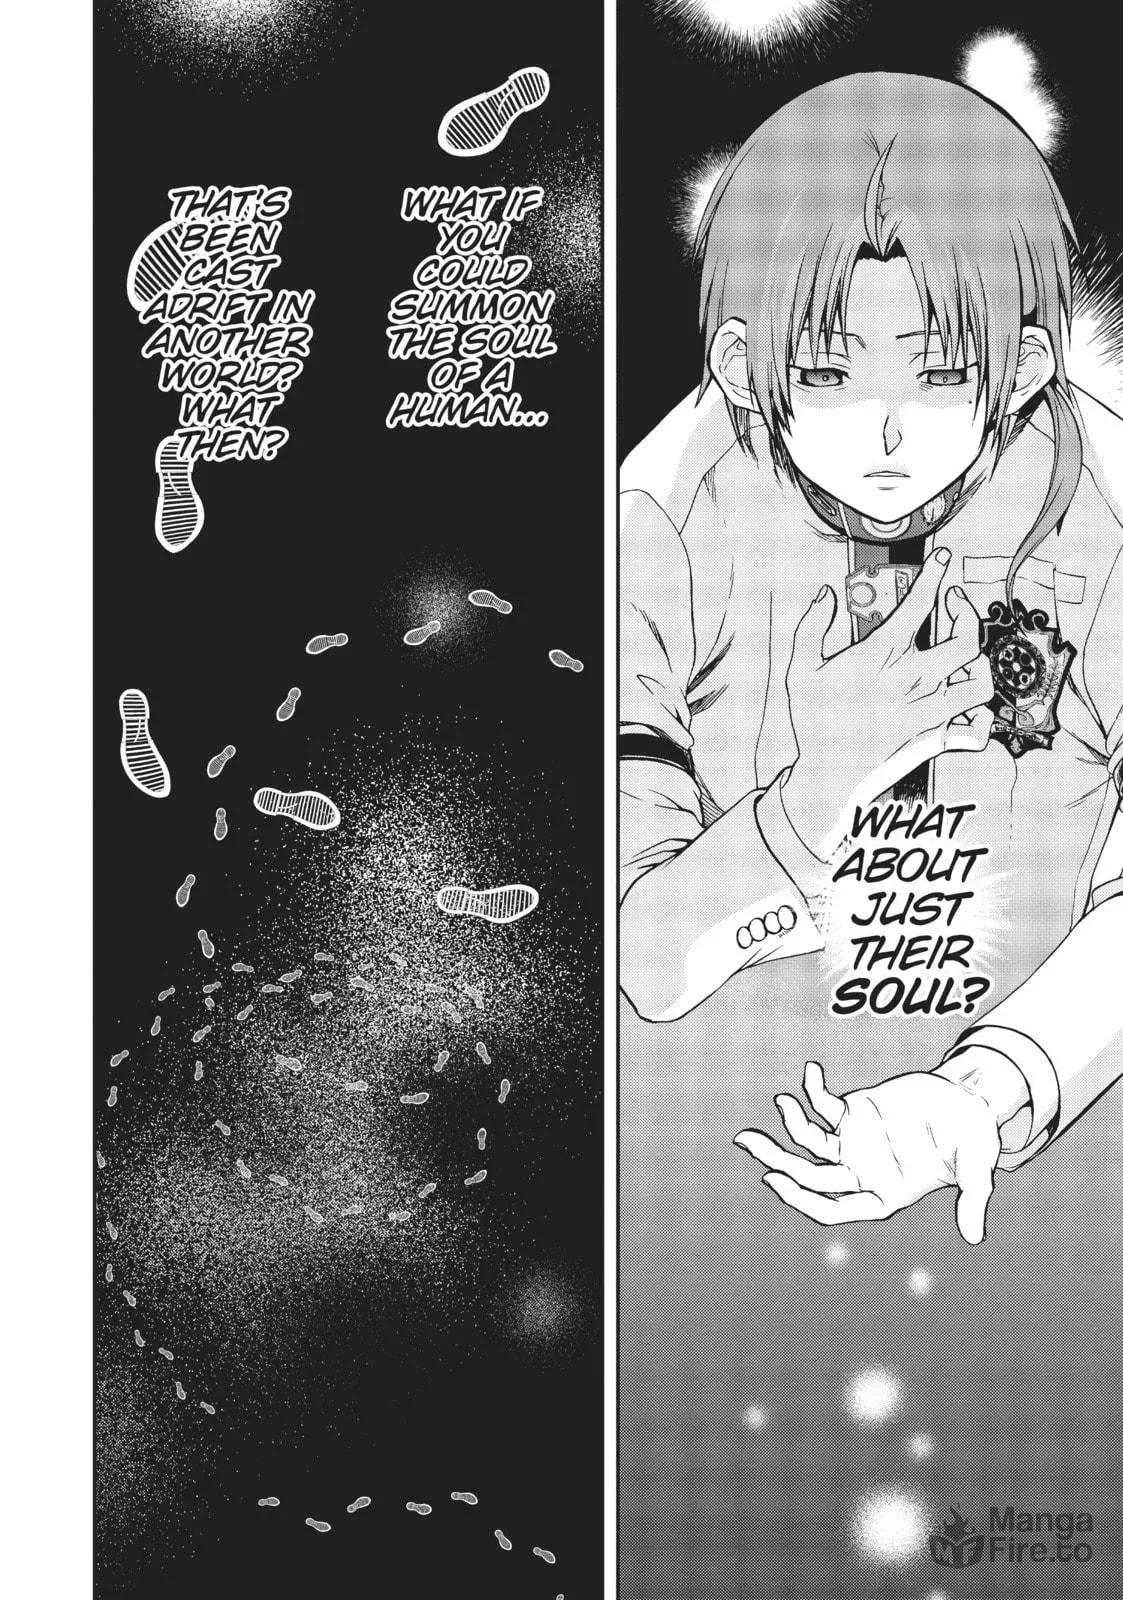 WHAT
ABOUT
JUST
THEIR
SOUL?
WHAT IF
YOU
COULD
SUMMON
THE SOUL
OF A
HUMAN...
THAT'S
BEEN
CAST
ADRIFT IN
ANOTHER
WORLD?
WHAT
THEN?
Manga
Fire.to